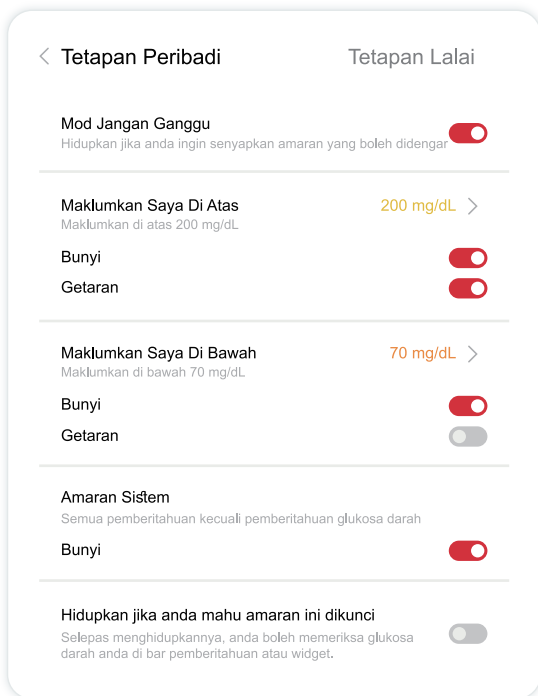 Tetapan Peribadi
Tetapan Lalai
Mod Jangan Ganggu
Hidupkan jika anda ingin senyapkan amaran yang boleh didengar
Maklumkan Saya Di Atas
200 mg/dL
Maklumkan di atas 200 mg/dL
Bunyi
Getaran
Maklumkan Saya Di Bawah
70 mg/dL
Maklumkan di bawah 70 mg/dL
Bunyi
Getaran
Amaran Sistem
Semua pemberitahuan kecuali pemberitahuan glukosa darah
Bunyi
Hidupkan jika anda mahu amaran ini dikunci
Selepas menghidupkannya, anda boleh memeriksa glukosa
darah anda di bar pemberitahuan atau widget.